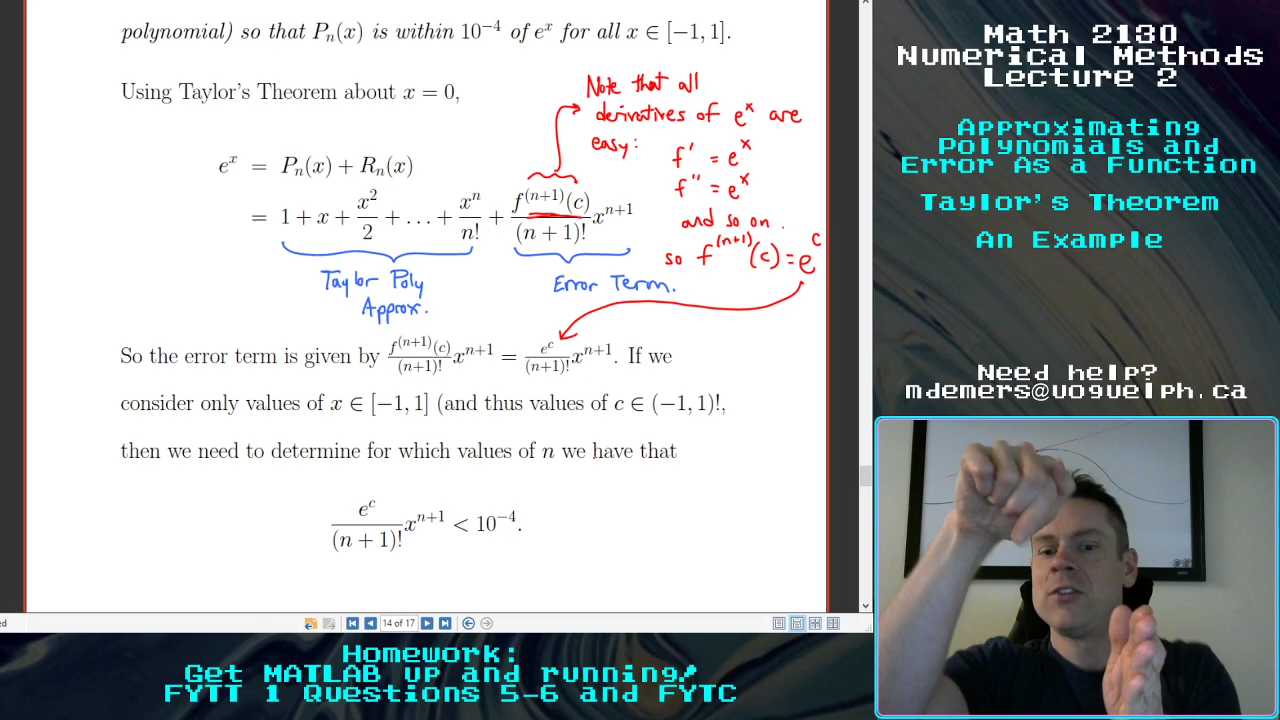 polynomial) so that Pₙ(x) is within 10⁻⁴ of eˣ for all x ∈ [−1, 1].
Using Taylor's Theorem about x = 0,
Note that all
derivatives of eˣ are
easy:
f' = eˣ
f'' = eˣ
and so on.
so f⁽ⁿ⁺¹⁾(c) = eᶜ
eˣ = Pₙ(x) + Rₙ(x)
= 1 + x + x²/2 + . . . + xⁿ/n! + f⁽ⁿ⁺¹⁾(c)/(n + 1)! xⁿ⁺¹
Taylor Poly
Approx.
Error Term.
So the error term is given by f⁽ⁿ⁺¹⁾(c)/(n+1)! xⁿ⁺¹ = eᶜ/(n+1)! xⁿ⁺¹. If we
consider only values of x ∈ [−1, 1] (and thus values of c ∈ (−1, 1)!,
then we need to determine for which values of n we have that
eᶜ/(n + 1)! xⁿ⁺¹ < 10⁻⁴.
14 of 17
Math 2130
Numerical Methods
Lecture 2
Approximating
Polynomials and
Error As a Function
Taylor's Theorem
An Example
Need help?
mdemers@uoguelph.ca
Homework:
Get MATLAB up and running!
FYTT 1 Questions 5-6 and FYTC